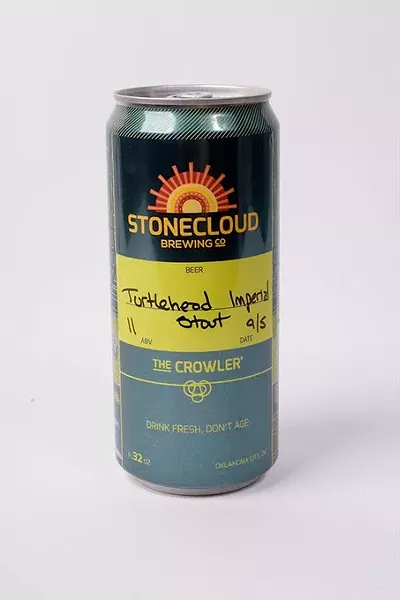 STONECLOUD
BREWING CO
BEER
Turtlehead Imperial
Stout
11 9/5
ABV DATE
THE CROWLER®
DRINK FRESH, DON'T AGE
32 OZ
OKLAHOMA CITY, OK